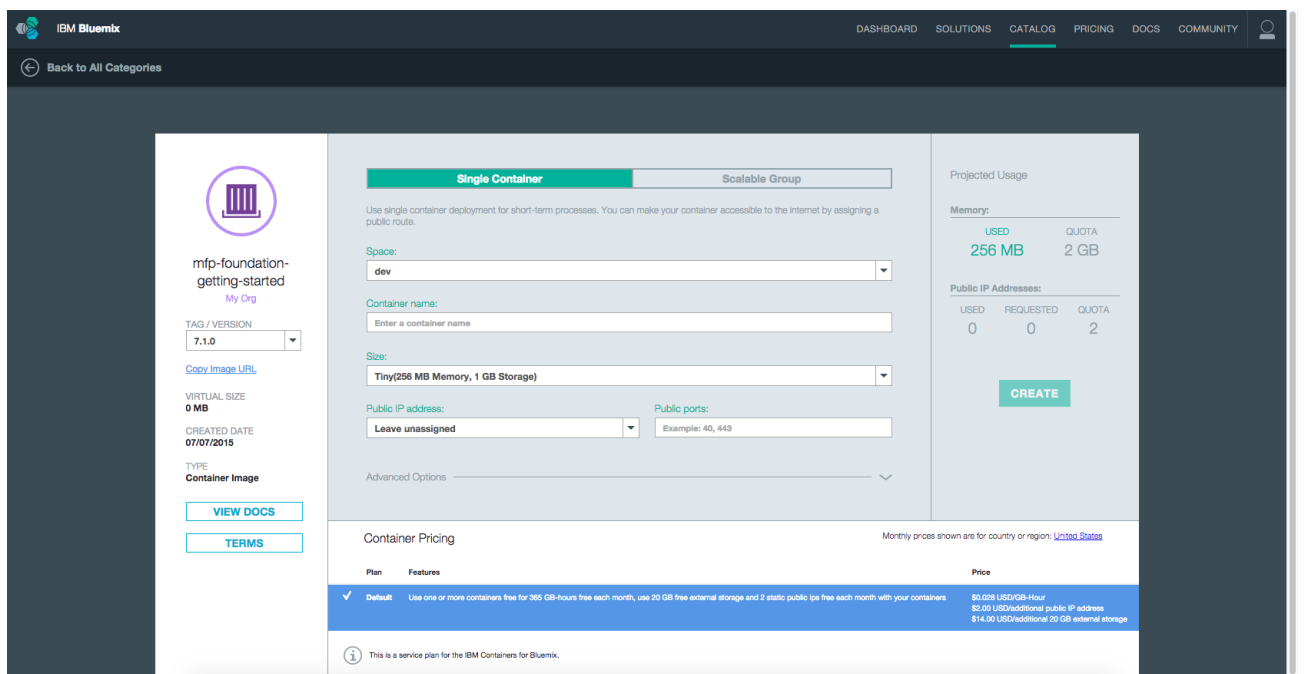 IBM Bluemix
DASHBOARD SOLUTIONS CATALOG PRICING DOCS COMMUNITY
Back to All Categories
mfp-foundation-
getting-started
My Org
TAG / VERSION
7.1.0
Copy Image URL
VIRTUAL SIZE
0 MB
CREATED DATE
07/07/2015
TYPE
Container Image
VIEW DOCS
TERMS
Single Container Scalable Group
Use single container deployment for short-term processes. You can make your container accessible to the internet by assigning a
public route.
Space:
dev
Container name:
Enter a container name
Size:
Tiny(256 MB Memory, 1 GB Storage)
Public IP address: Public ports:
Leave unassigned Example: 40, 443
Advanced Options
Projected Usage
Memory:
USED QUOTA
256 MB 2 GB
Public IP Addresses:
USED REQUESTED QUOTA
0 0 2
CREATE
Container Pricing
Monthly prices shown are for country or region: United States
Plan Features Price
Default Use one or more containers free for 365 GB-hours free each month, use 20 GB free external storage and 2 static public ips free each month with your containers $0.028 USD/GB-Hour
$2.00 USD/additional public IP address
$14.00 USD/additional 20 GB external storage
This is a service plan for the IBM Containers for Bluemix.